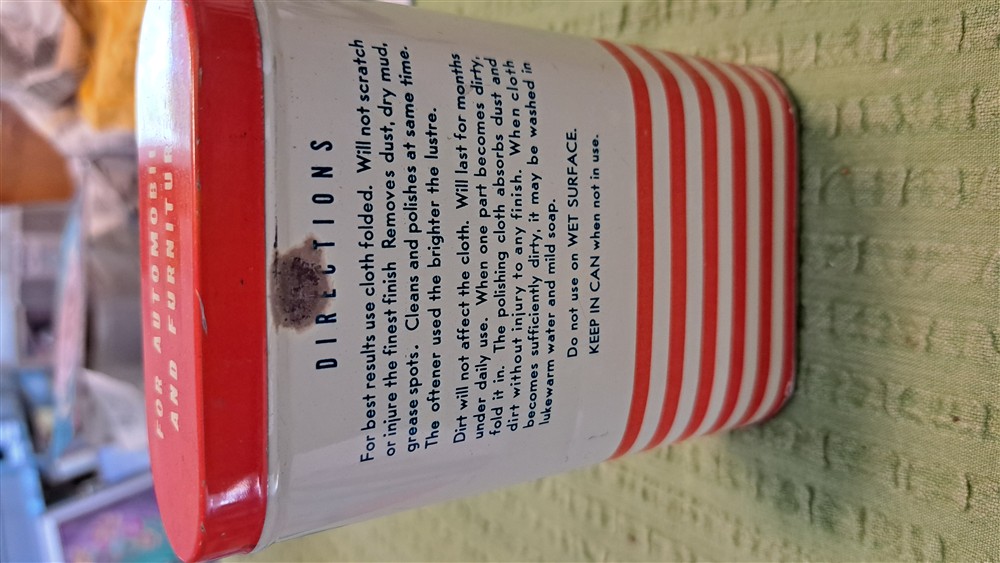 FOR AUTOMOBIL
AND FURNITURE
DIRECTIONS
For best results use cloth folded. Will not scratch
or injure the finest finish Removes dust, dry mud,
grease spots. Cleans and polishes at same time.
The oftener used the brighter the lustre.
Dirt will not affect the cloth. Will last for months
under daily use. When one part becomes dirty,
fold it in. The polishing cloth absorbs dust and
dirt without injury to any finish. When cloth
becomes sufficiently dirty, it may be washed in
lukewarm water and mild soap.
Do not use on WET SURFACE.
KEEP IN CAN when not in use.